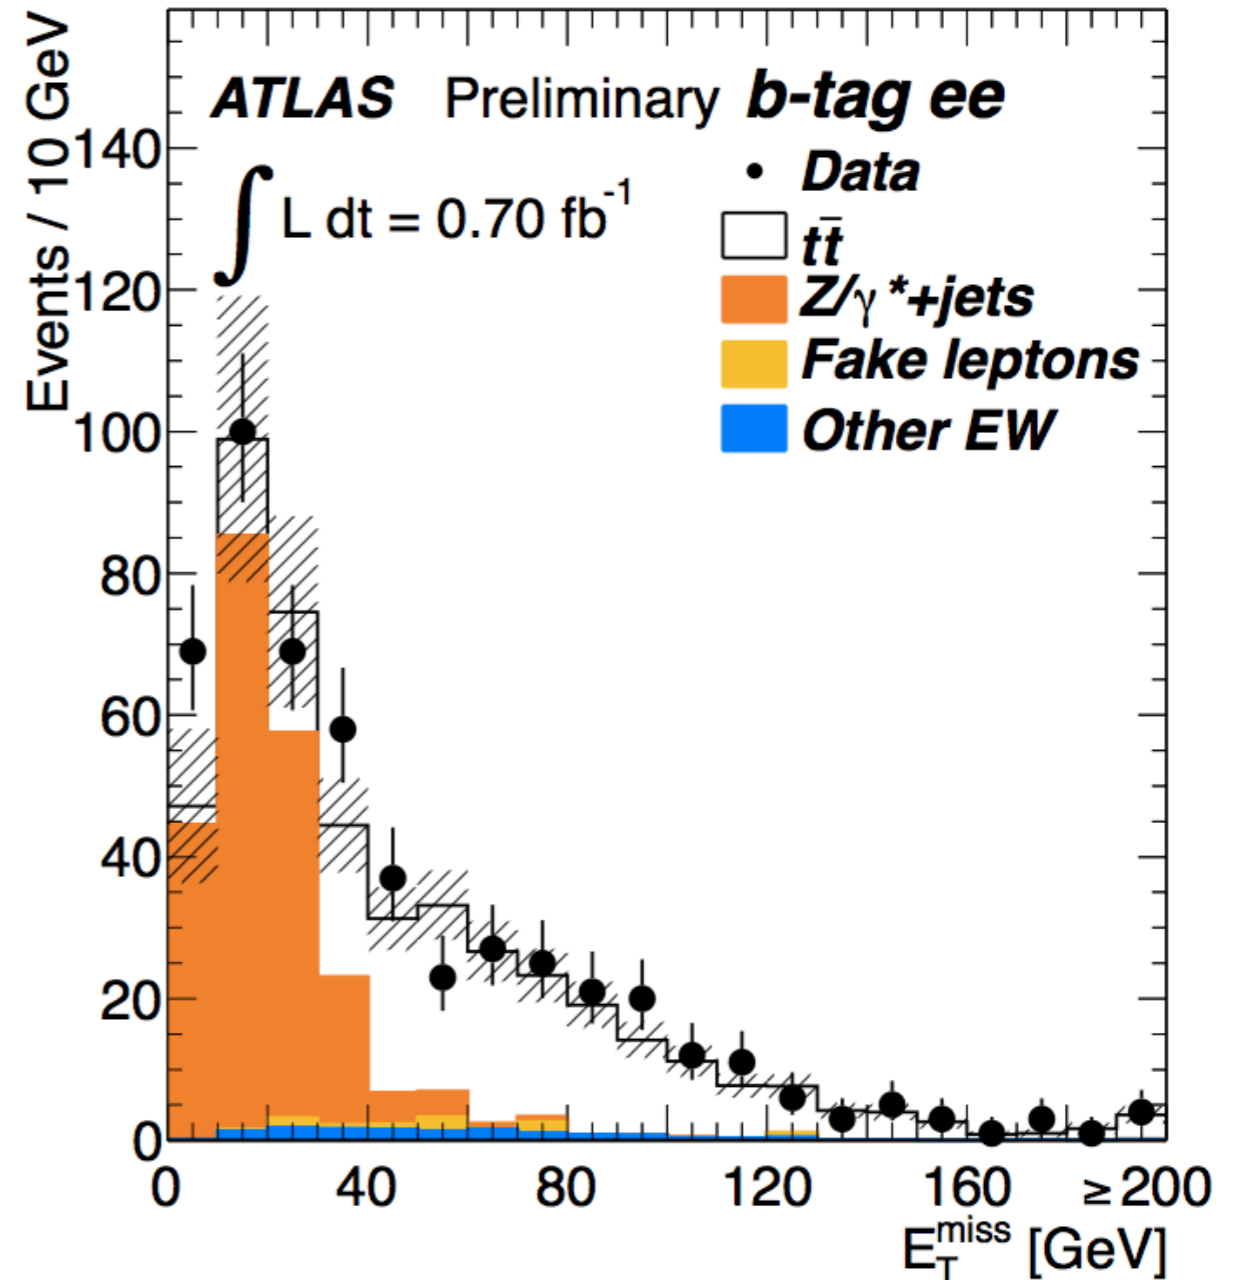 Events / 10 GeV
ATLAS Preliminary b-tag ee
∫ L dt = 0.70 fb⁻¹
Data
tt̄
Z/γ*+jets
Fake leptons
Other EW
140
120
100
80
60
40
20
0
0 40 80 120 160 ≥200
E_T^miss [GeV]